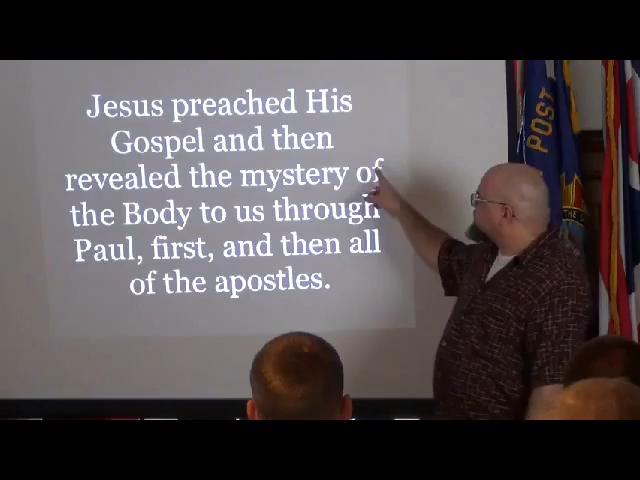 Jesus preached His
Gospel and then
revealed the mystery of
the Body to us through
Paul, first, and then all
of the apostles.
POST
THE